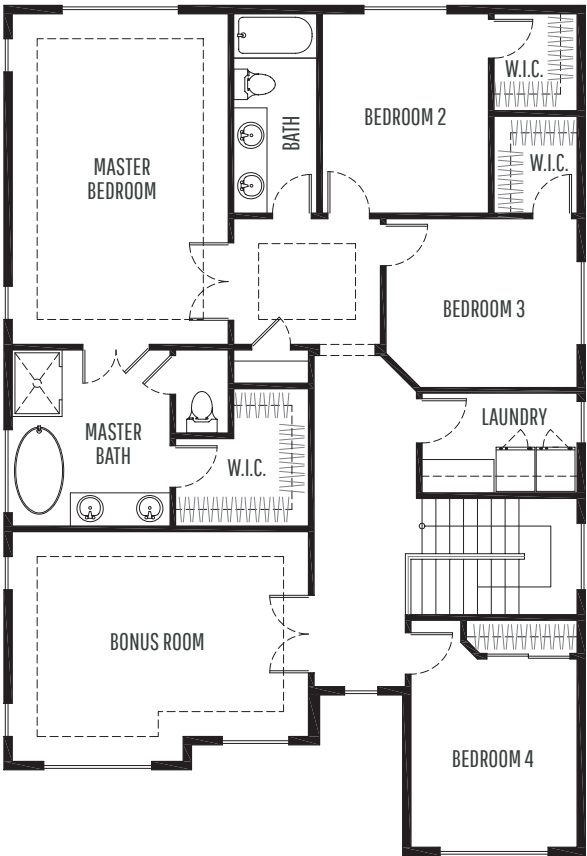 W.I.C.
BATH
BEDROOM 2
MASTER
BEDROOM
W.I.C.
BEDROOM 3
LAUNDRY
MASTER
BATH
W.I.C.
BONUS ROOM
BEDROOM 4